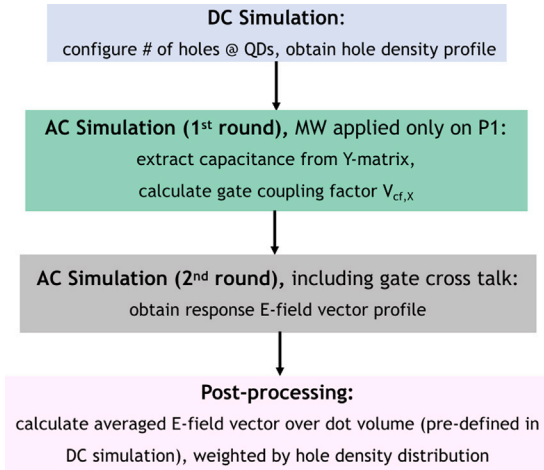 DC Simulation:
configure # of holes @ QDs, obtain hole density profile
AC Simulation (1st round), MW applied only on P1:
extract capacitance from Y-matrix,
calculate gate coupling factor Vcf,X
AC Simulation (2nd round), including gate cross talk:
obtain response E-field vector profile
Post-processing:
calculate averaged E-field vector over dot volume (pre-defined in
DC simulation), weighted by hole density distribution